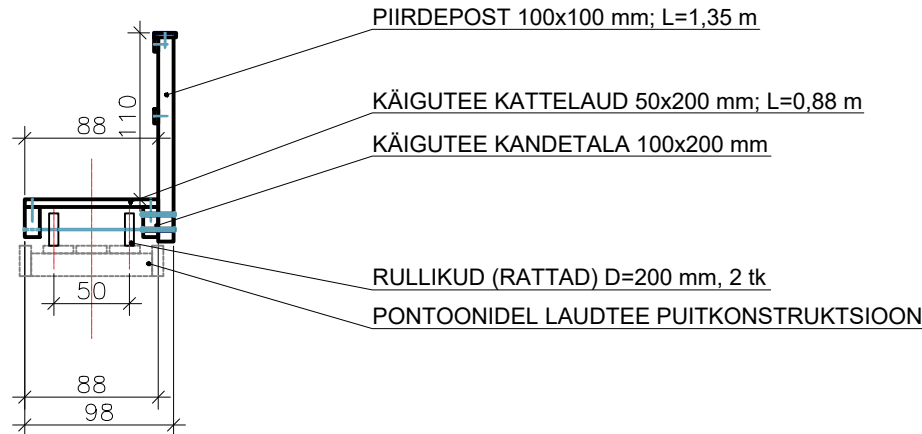 PIIRDEPOST 100x100 mm; L=1,35 m
110
88
KÄIGUTEE KATTELAUD 50x200 mm; L=0,88 m
KÄIGUTEE KANDETALA 100x200 mm
RULLIKUD (RATTAD) D=200 mm, 2 tk
50
PONTOONIDEL LAUDTEE PUITKONSTRUKTSIOON
88
98